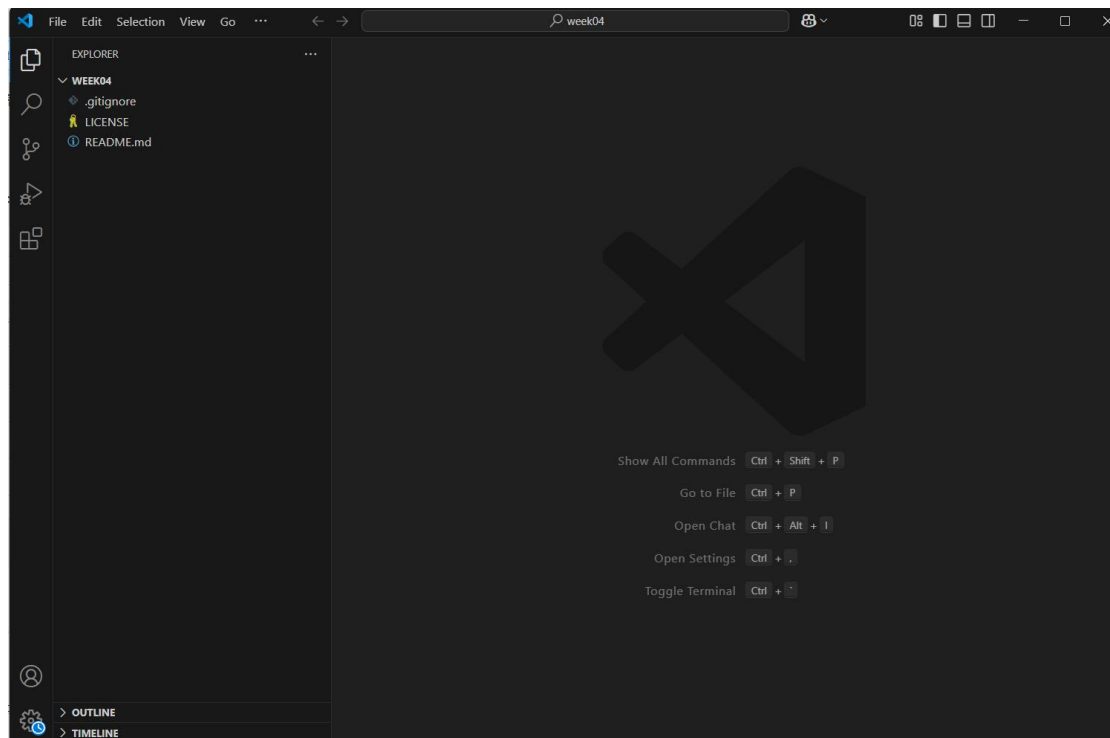 File Edit Selection View Go ··· week04
EXPLORER ···
WEEK04
.gitignore
LICENSE
README.md
Show All Commands Ctrl + Shift + P
Go to File Ctrl + P
Open Chat Ctrl + Alt + I
Open Settings Ctrl + ,
Toggle Terminal Ctrl + `
OUTLINE
TIMELINE